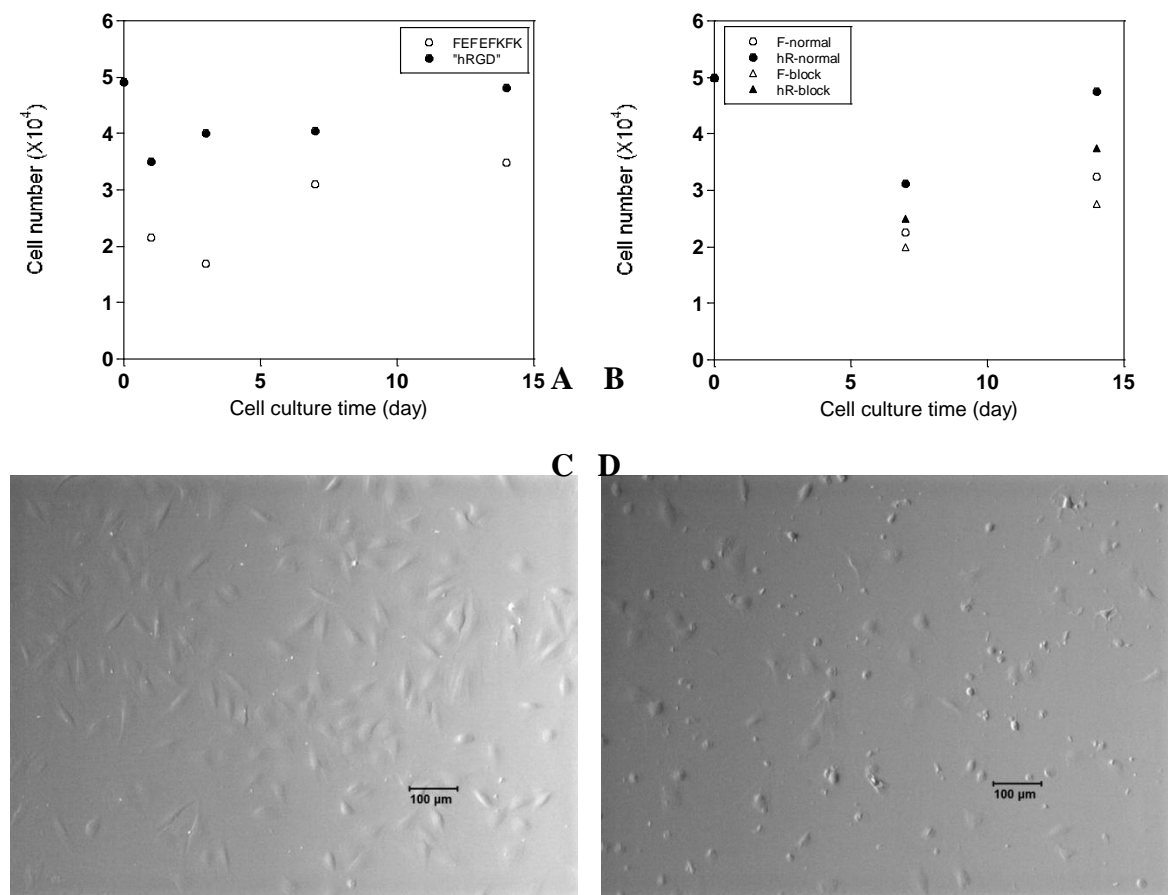 6
5
4
3
2
1
0
Cell number (X10⁴)
FEFEFKFK
"hRGD"
0 5 10 15
Cell culture time (day)
A
B
6
5
4
3
2
1
0
Cell number (X10⁴)
F-normal
hR-normal
F-block
hR-block
0 5 10 15
Cell culture time (day)
C
D
100 µm
100 µm